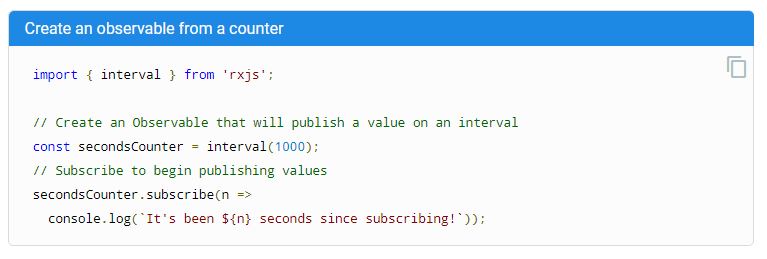 Create an observable from a counter
import { interval } from 'rxjs';
// Create an Observable that will publish a value on an interval
const secondsCounter = interval(1000);
// Subscribe to begin publishing values
secondsCounter.subscribe(n =>
  console.log(`It's been ${n} seconds since subscribing!`));